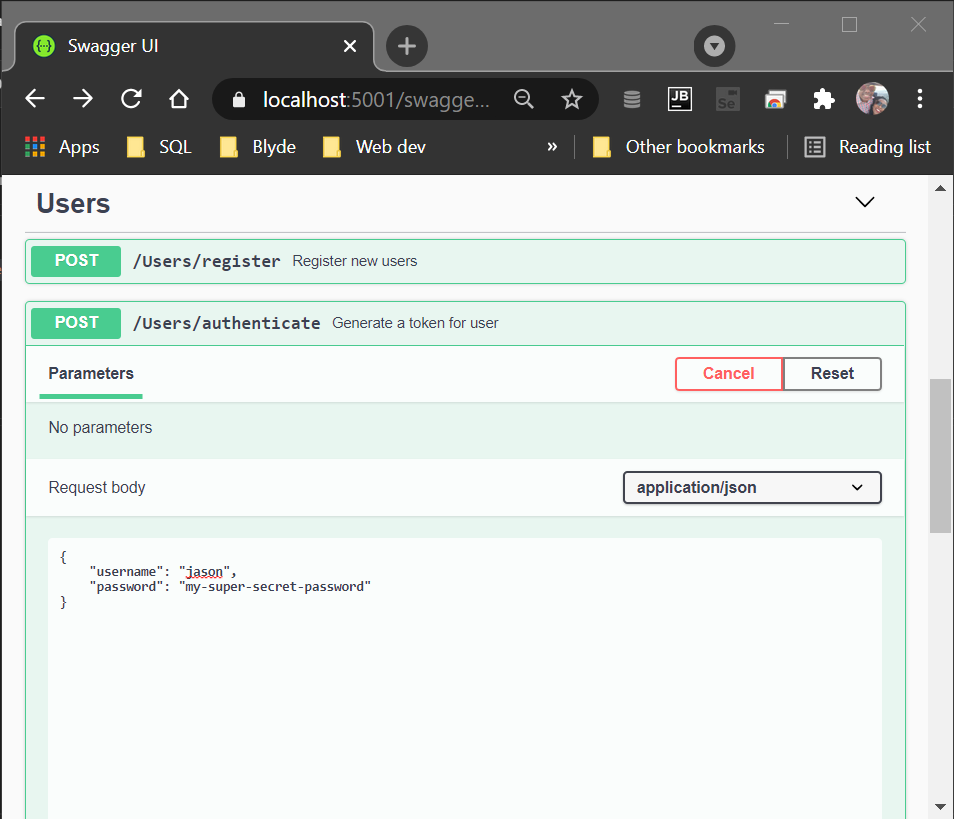 Swagger UI
localhost:5001/swagge...
JB
Se
Apps SQL Blyde Web dev » Other bookmarks Reading list
Users
POST /Users/register Register new users
POST /Users/authenticate Generate a token for user
Parameters Cancel Reset
No parameters
Request body application/json
{
"username": "jason",
"password": "my-super-secret-password"
}